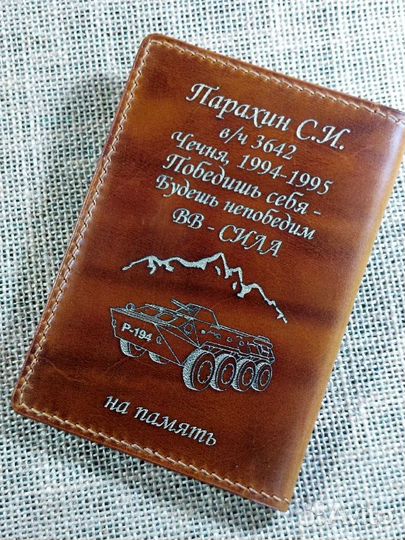 Парахин С.И.
в/ч 3642
Чечня, 1994-1995
Победишь себя -
Будешь непобедим
ВВ - СИЛА
Р-194
на память